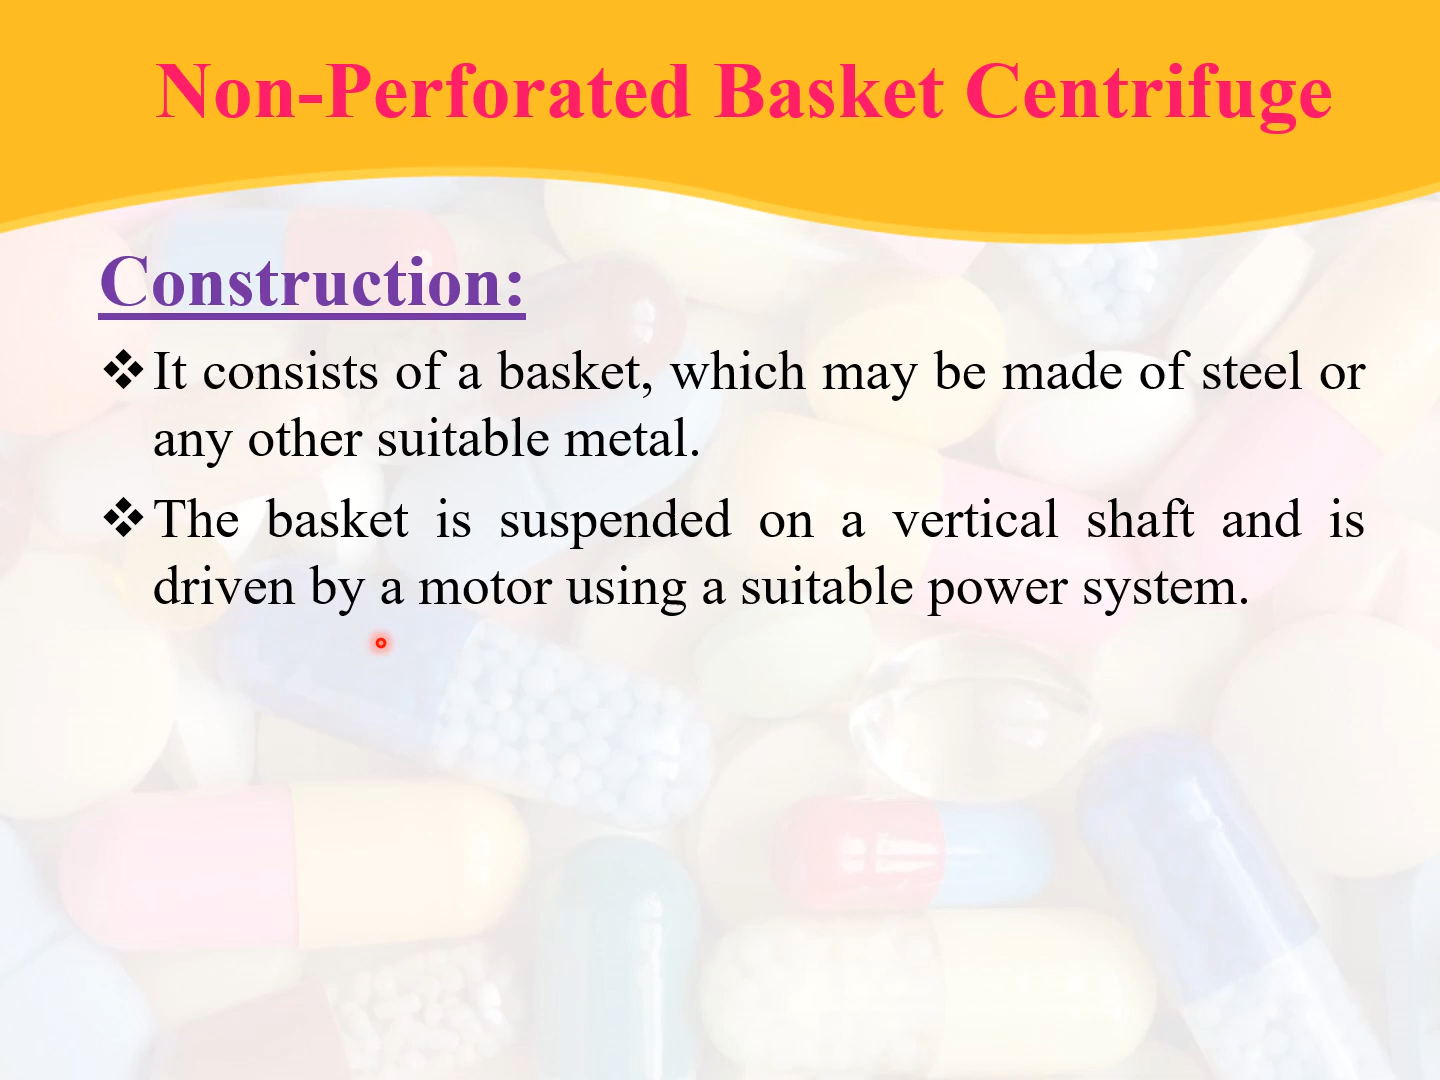 Non-Perforated Basket Centrifuge
Construction:
❖It consists of a basket, which may be made of steel or
any other suitable metal.
❖The basket is suspended on a vertical shaft and is
driven by a motor using a suitable power system.